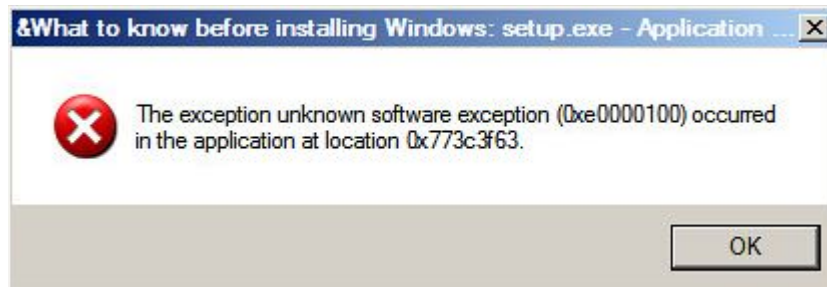 &What to know before installing Windows: setup.exe - Application ...
The exception unknown software exception (0xe0000100) occurred
in the application at location 0x773c3f63.
OK